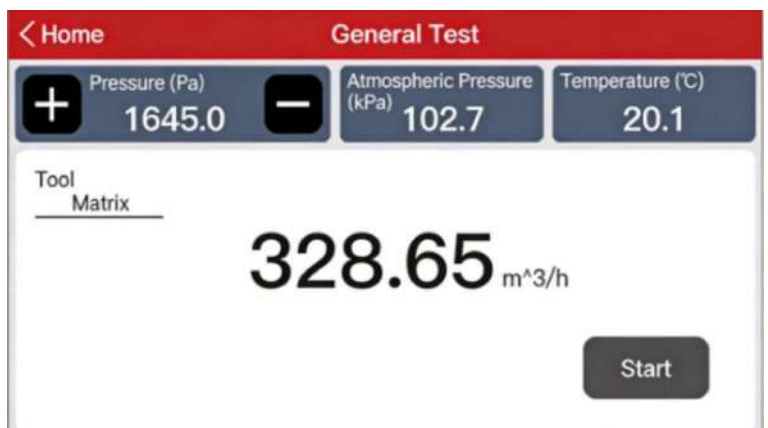 < Home
General Test
+
Pressure (Pa)
1645.0
−
Atmospheric Pressure
(kPa) 102.7
Temperature (℃)
20.1
Tool
Matrix
328.65 m^3/h
Start